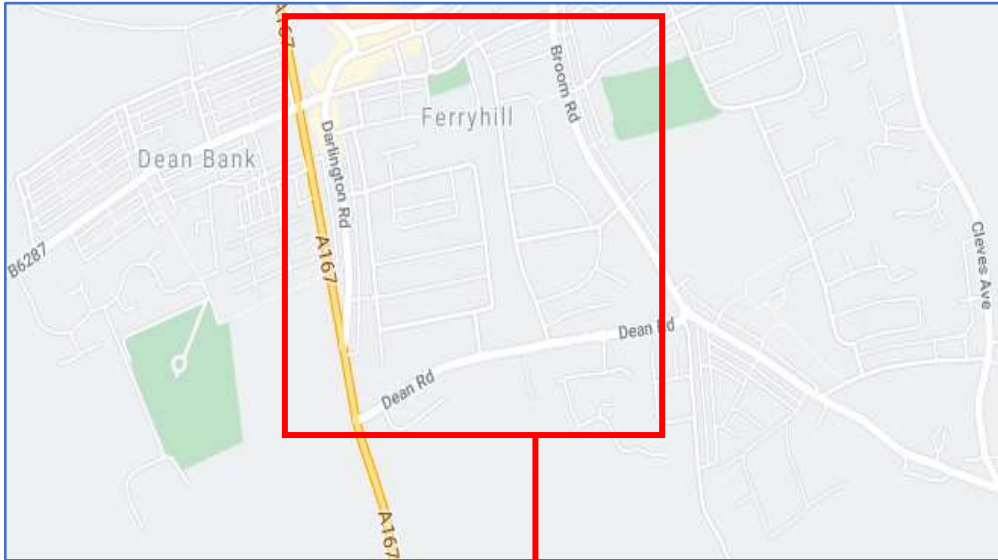 A167
Broom Rd
Ferryhill
Darlington Rd
Dean Bank
B6287
A167
Cleves Ave
Dean Rd
Dean Rd
A167